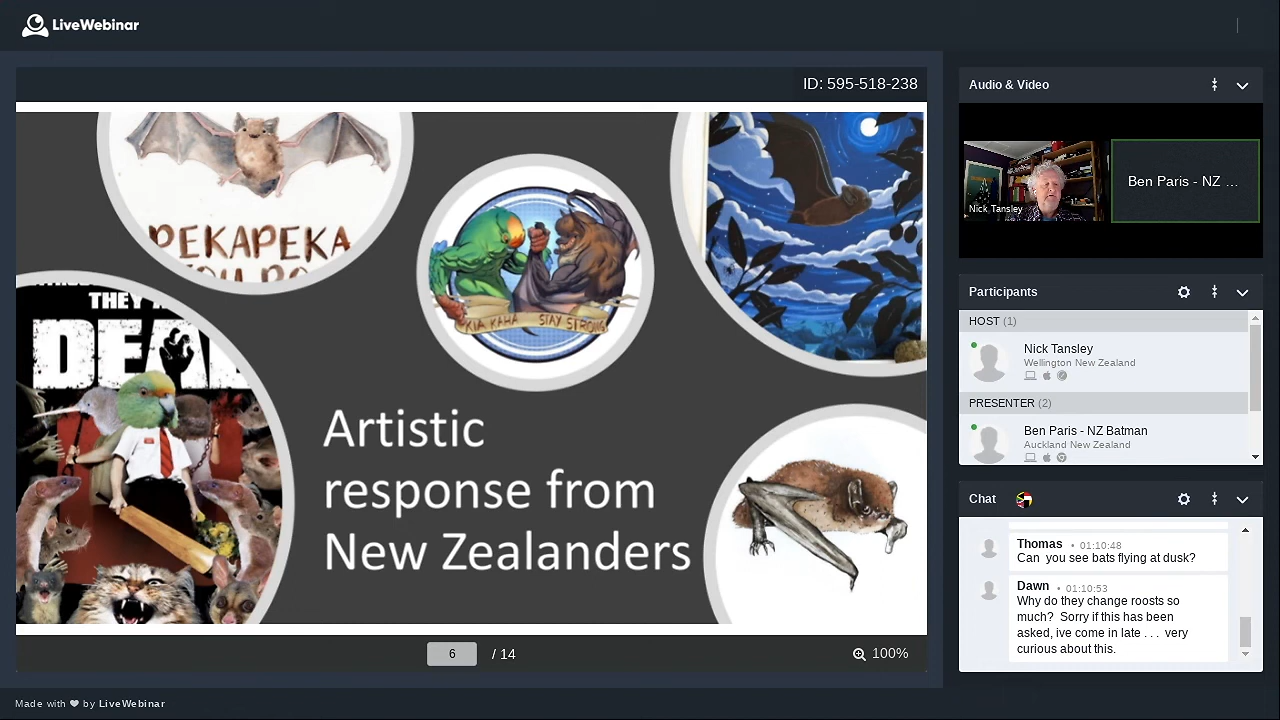 LiveWebinar
ID: 595-518-238
PEKAPEKA
THEY
DEAD
KIA KAHA STAY STRONG
Artistic
response from
New Zealanders
6 / 14
100%
Audio & Video
Nick Tansley
Ben Paris - NZ
Participants
HOST (1)
Nick Tansley
Wellington New Zealand
PRESENTER (2)
Ben Paris - NZ Batman
Auckland New Zealand
Chat
Thomas • 01:10:48
Can you see bats flying at dusk?
Dawn • 01:10:53
Why do they change roosts so
much? Sorry if this has been
asked, ive come in late . . . very
curious about this.
Made with ❤ by LiveWebinar